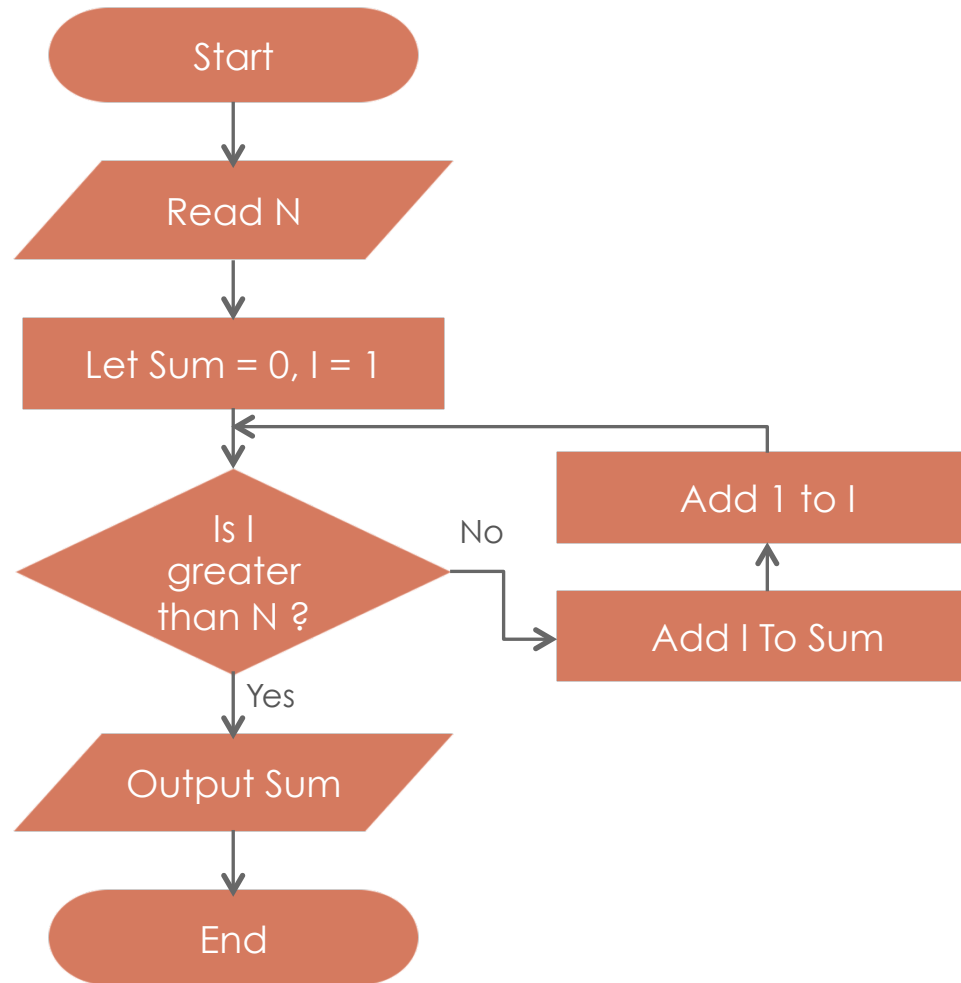 Start
Read N
Let Sum = 0, I = 1
Is I
greater
than N ?
No
Add 1 to I
Add I To Sum
Yes
Output Sum
End